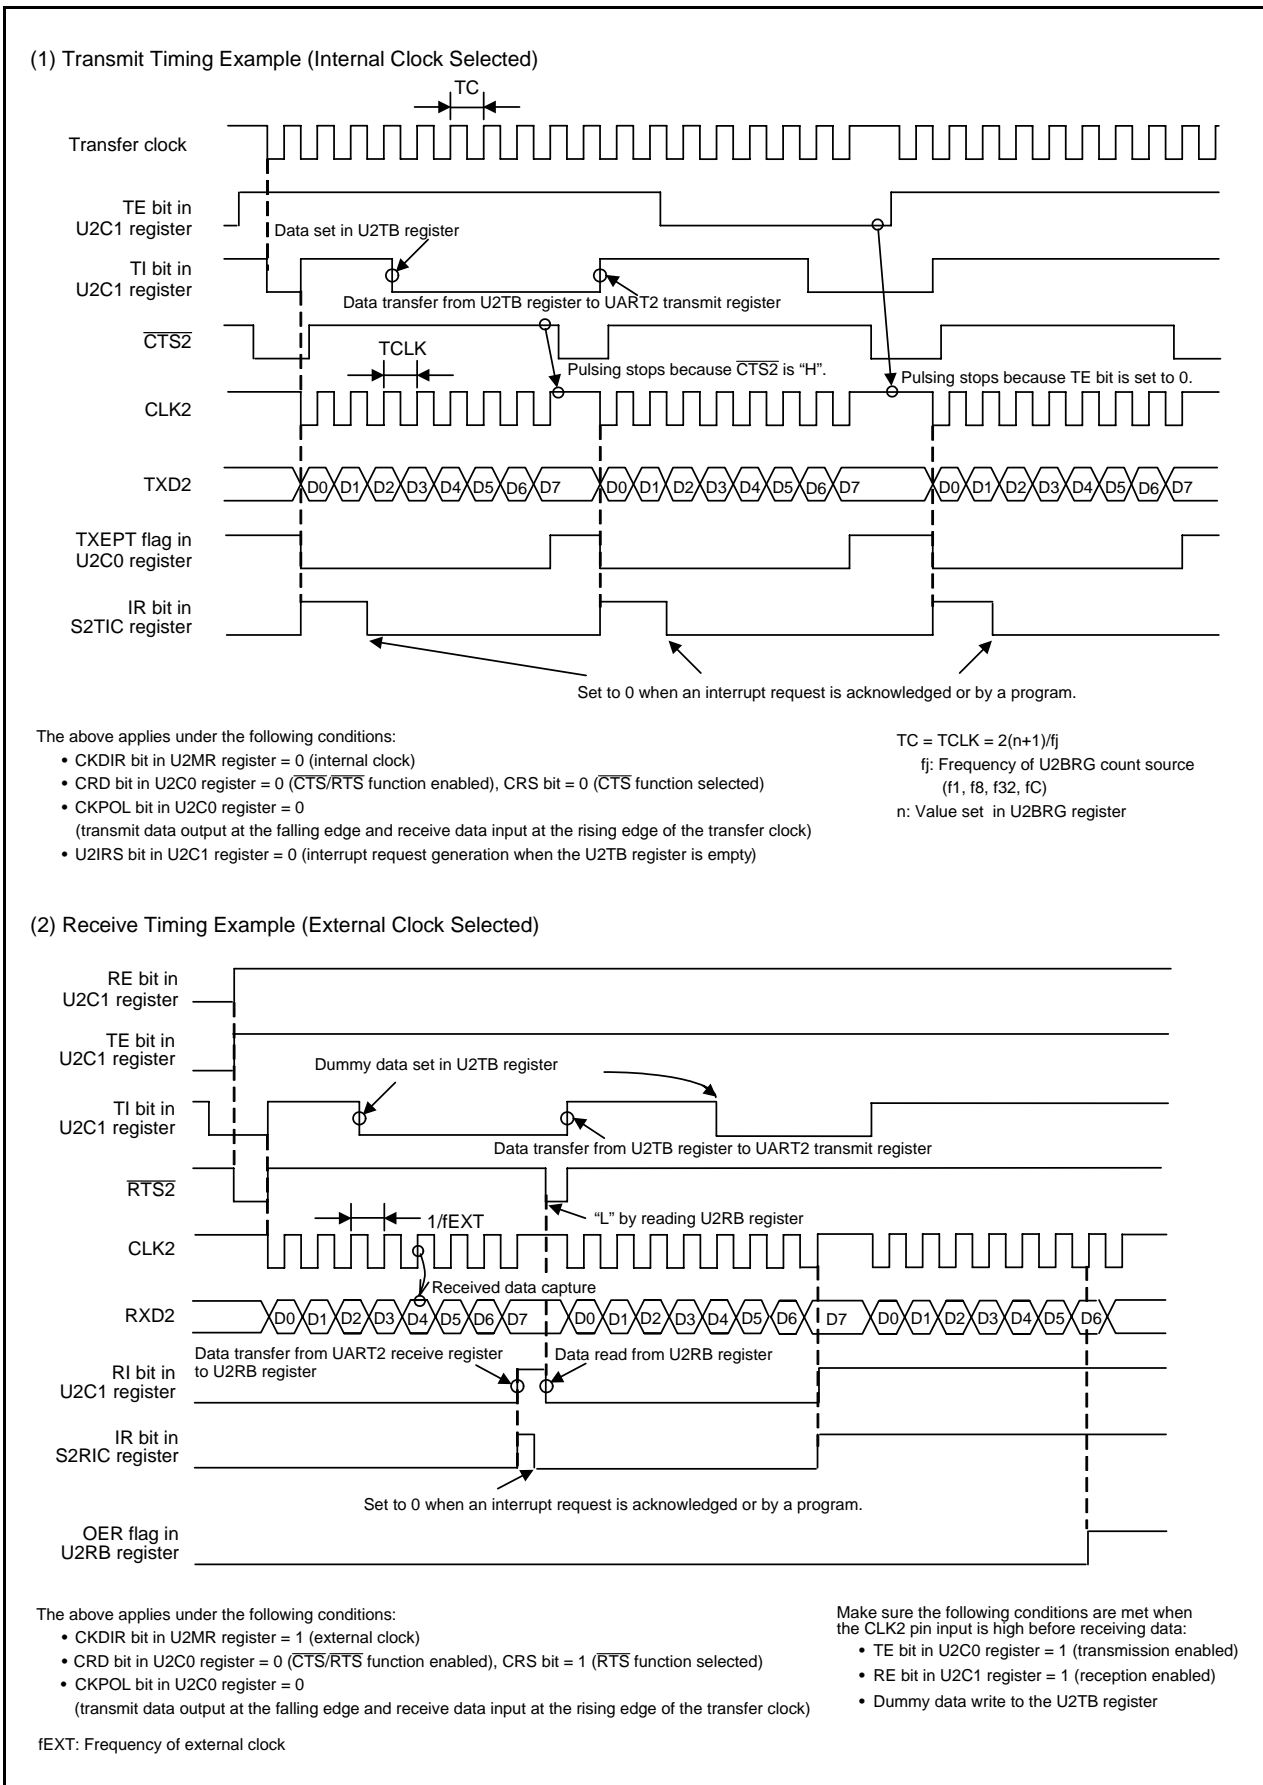 (1) Transmit Timing Example (Internal Clock Selected)
TC
Transfer clock
TE bit in
U2C1 register
Data set in U2TB register
TI bit in
U2C1 register
Data transfer from U2TB register to UART2 transmit register
CTS2
TCLK
Pulsing stops because CTS2 is “H”.
Pulsing stops because TE bit is set to 0.
CLK2
TXD2
D0 D1 D2 D3 D4 D5 D6 D7 D0 D1 D2 D3 D4 D5 D6 D7 D0 D1 D2 D3 D4 D5 D6 D7
TXEPT flag in
U2C0 register
IR bit in
S2TIC register
Set to 0 when an interrupt request is acknowledged or by a program.
The above applies under the following conditions:
• CKDIR bit in U2MR register = 0 (internal clock)
• CRD bit in U2C0 register = 0 (CTS/RTS function enabled), CRS bit = 0 (CTS function selected)
• CKPOL bit in U2C0 register = 0
(transmit data output at the falling edge and receive data input at the rising edge of the transfer clock)
• U2IRS bit in U2C1 register = 0 (interrupt request generation when the U2TB register is empty)
TC = TCLK = 2(n+1)/fj
fj: Frequency of U2BRG count source
(f1, f8, f32, fC)
n: Value set in U2BRG register
(2) Receive Timing Example (External Clock Selected)
RE bit in
U2C1 register
TE bit in
U2C1 register
Dummy data set in U2TB register
TI bit in
U2C1 register
Data transfer from U2TB register to UART2 transmit register
RTS2
“L” by reading U2RB register
1/fEXT
CLK2
Received data capture
RXD2
D0 D1 D2 D3 D4 D5 D6 D7 D0 D1 D2 D3 D4 D5 D6 D7 D0 D1 D2 D3 D4 D5 D6
Data transfer from UART2 receive register
to U2RB register
Data read from U2RB register
RI bit in
U2C1 register
IR bit in
S2RIC register
Set to 0 when an interrupt request is acknowledged or by a program.
OER flag in
U2RB register
The above applies under the following conditions:
• CKDIR bit in U2MR register = 1 (external clock)
• CRD bit in U2C0 register = 0 (CTS/RTS function enabled), CRS bit = 1 (RTS function selected)
• CKPOL bit in U2C0 register = 0
(transmit data output at the falling edge and receive data input at the rising edge of the transfer clock)
fEXT: Frequency of external clock
Make sure the following conditions are met when
the CLK2 pin input is high before receiving data:
• TE bit in U2C0 register = 1 (transmission enabled)
• RE bit in U2C1 register = 1 (reception enabled)
• Dummy data write to the U2TB register